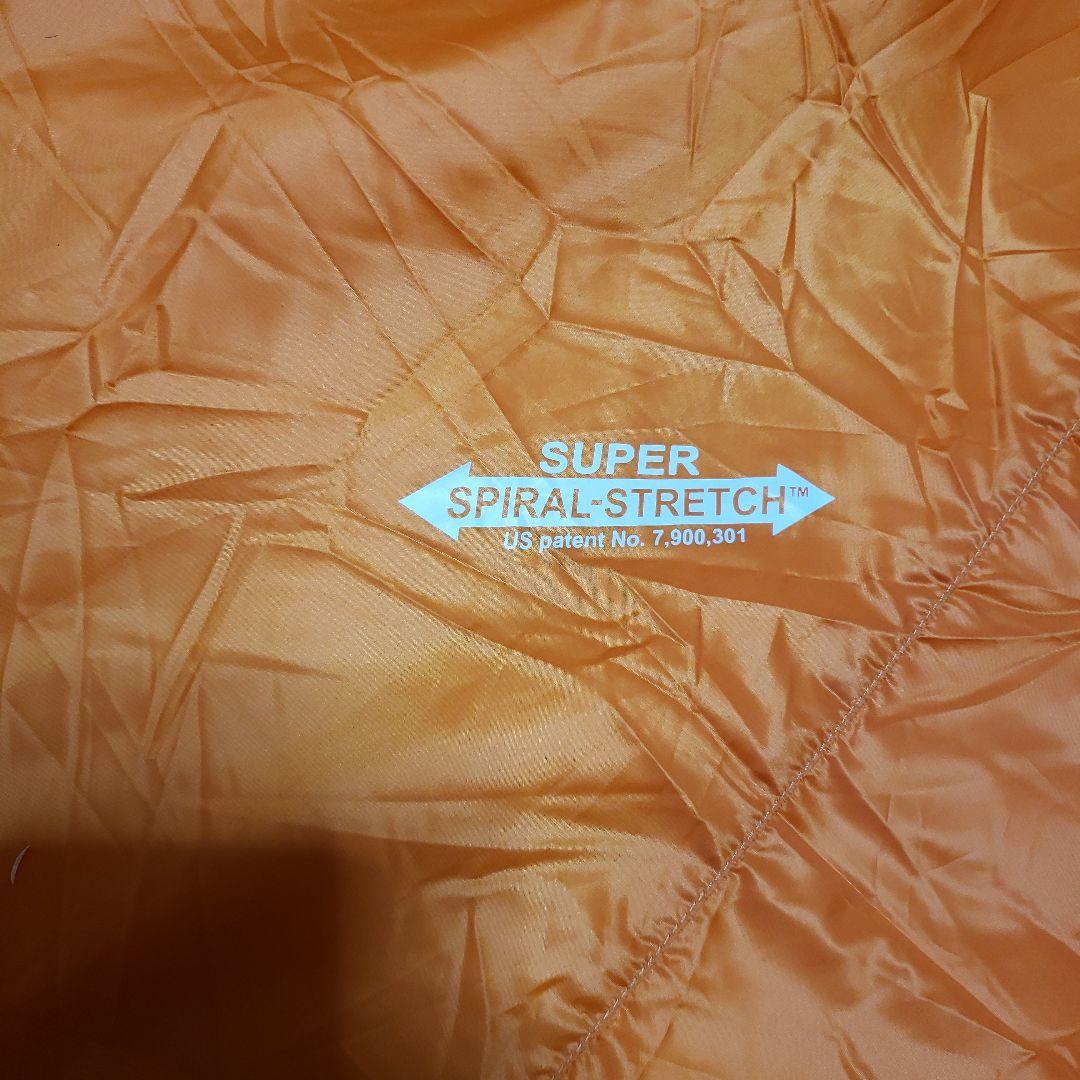 SUPER
SPIRAL-STRETCH™
US patent No. 7,900,301